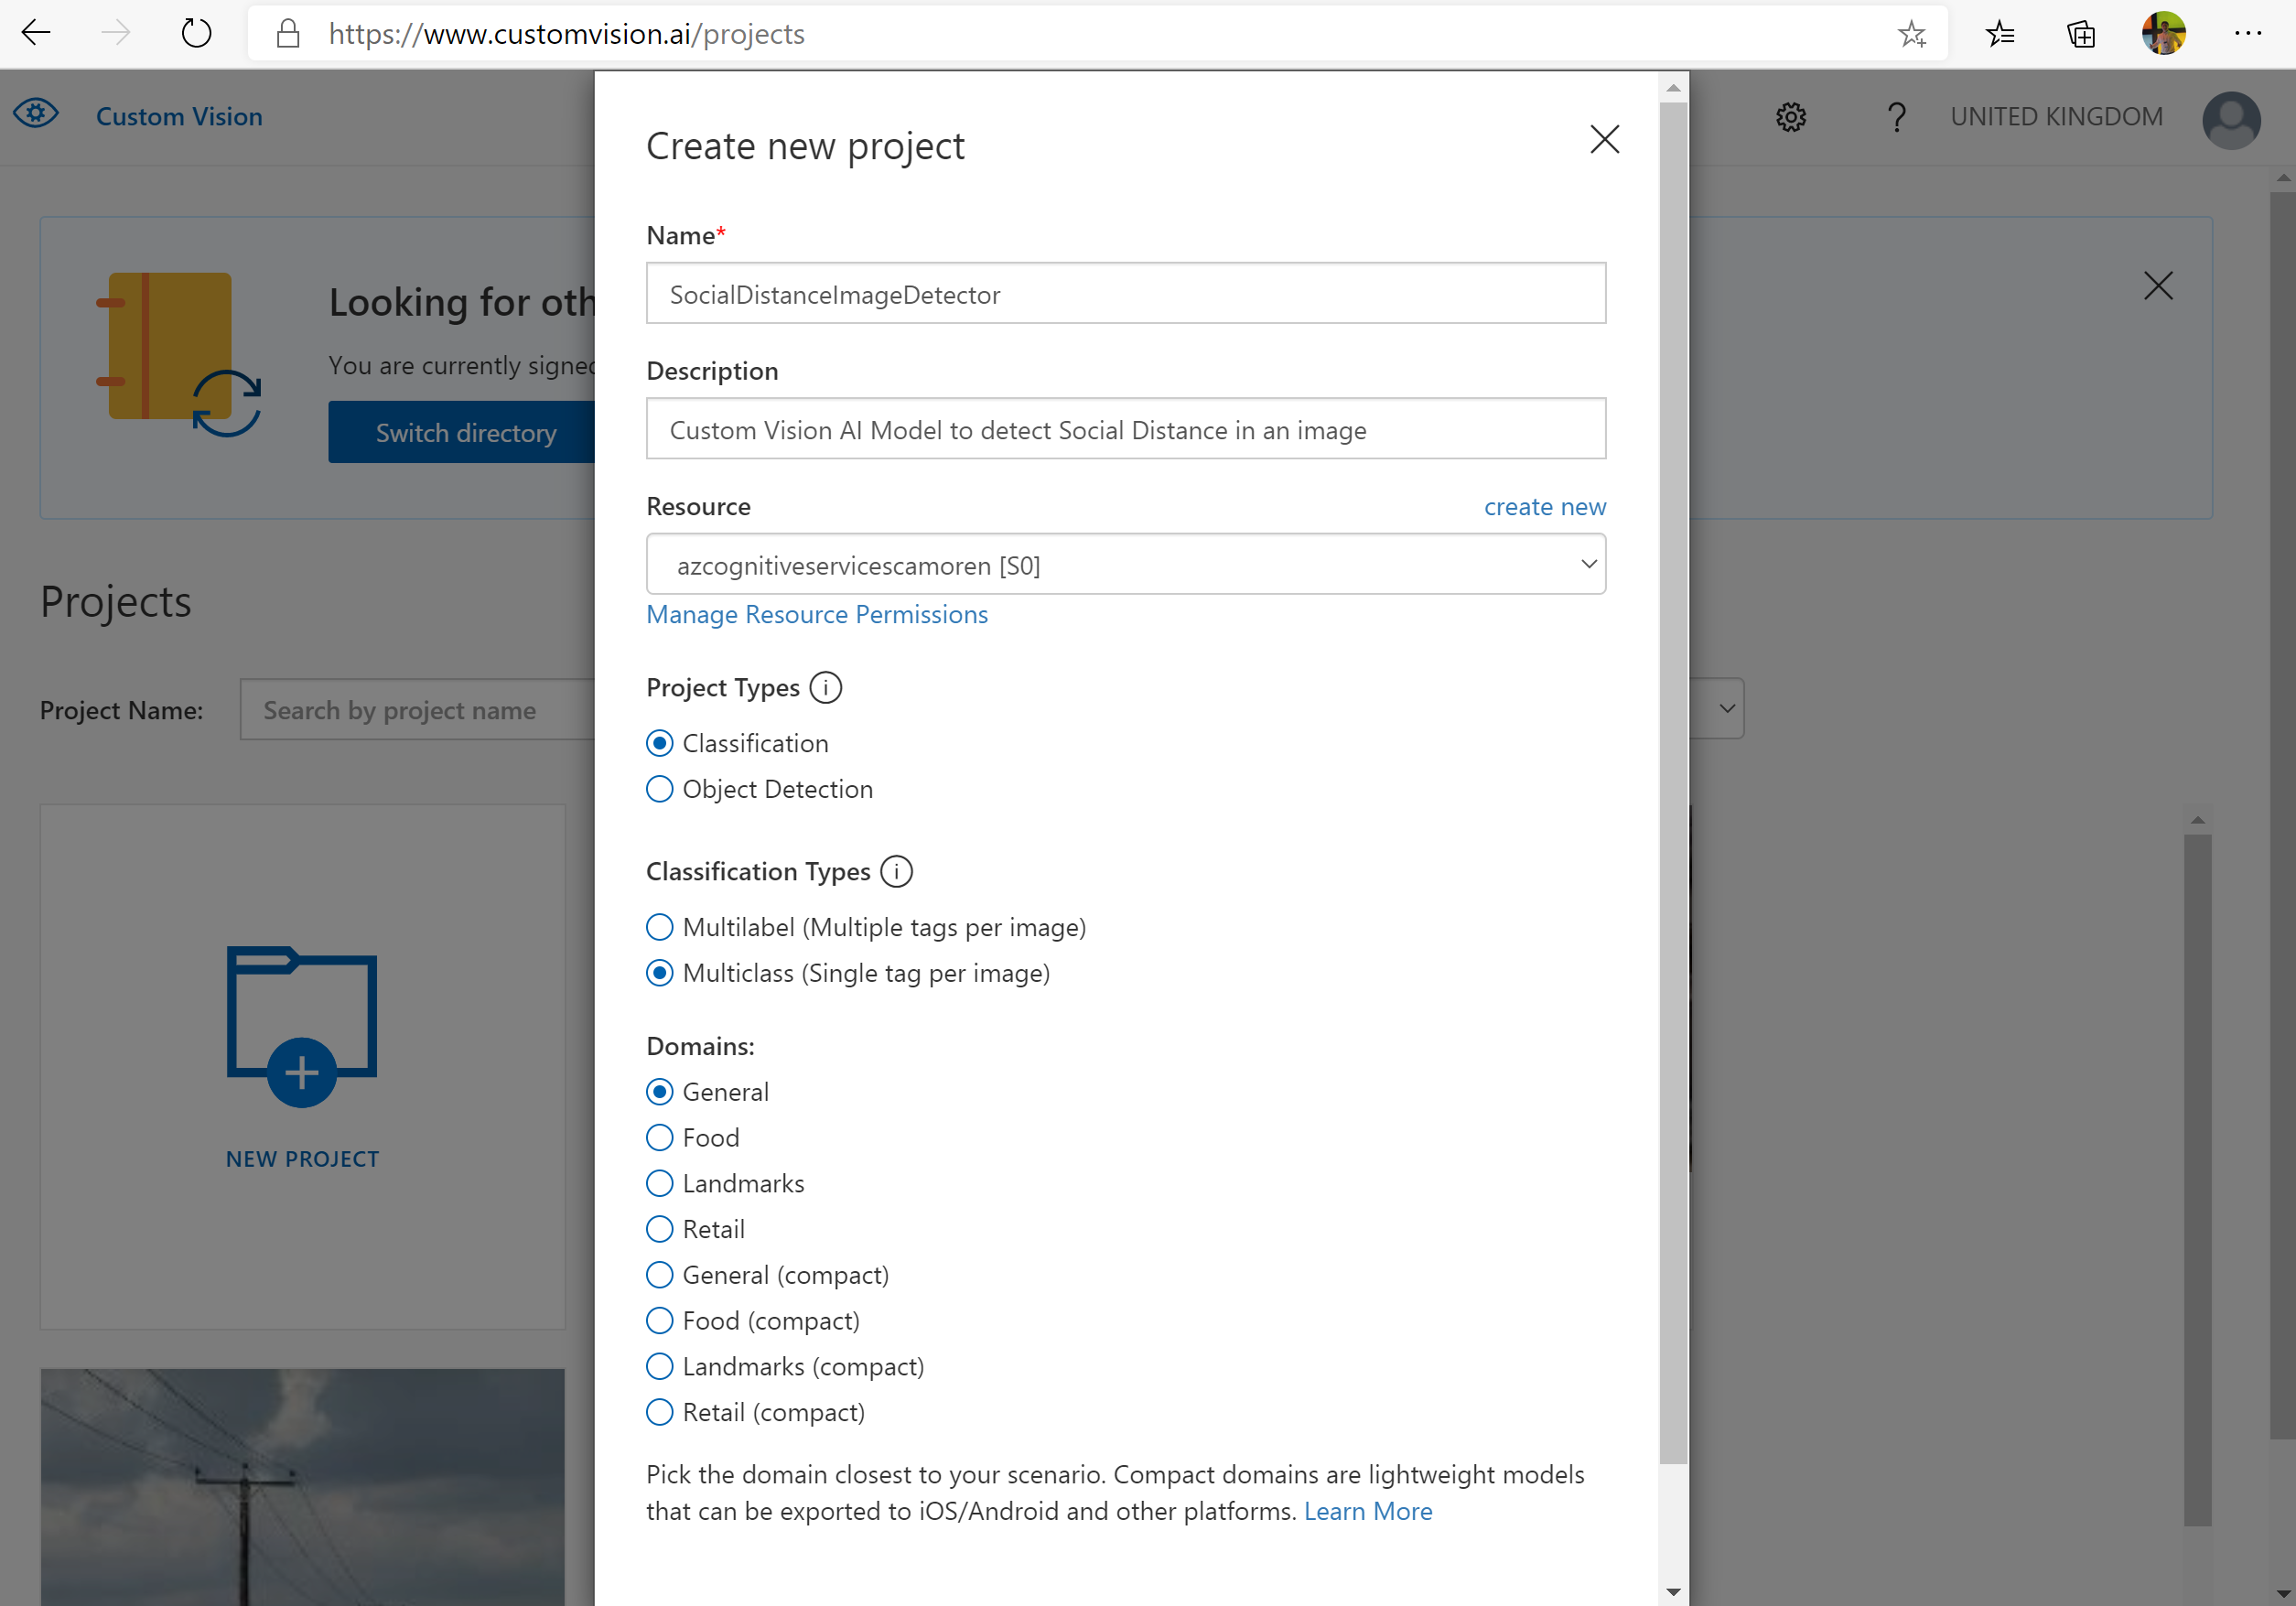 https://www.customvision.ai/projects
Custom Vision
UNITED KINGDOM
Looking for oth
You are currently signed
Switch directory
Projects
Project Name:
Search by project name
NEW PROJECT
Create new project
Name*
SocialDistanceImageDetector
Description
Custom Vision AI Model to detect Social Distance in an image
Resource
create new
azcognitiveservicescamoren [S0]
Manage Resource Permissions
Project Types
Classification
Object Detection
Classification Types
Multilabel (Multiple tags per image)
Multiclass (Single tag per image)
Domains:
General
Food
Landmarks
Retail
General (compact)
Food (compact)
Landmarks (compact)
Retail (compact)
Pick the domain closest to your scenario. Compact domains are lightweight models
that can be exported to iOS/Android and other platforms. Learn More